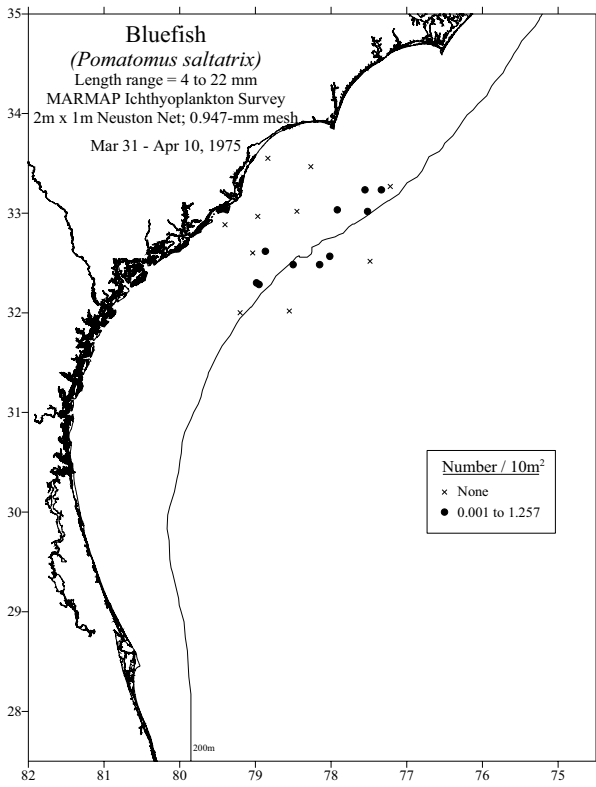 Bluefish
(Pomatomus saltatrix)
Length range = 4 to 22 mm
MARMAP Ichthyoplankton Survey
2m x 1m Neuston Net; 0.947-mm mesh
Mar 31 - Apr 10, 1975
35
34
33
32
31
30
29
28
Number / 10m²
× None
● 0.001 to 1.257
200m
82 81 80 79 78 77 76 75